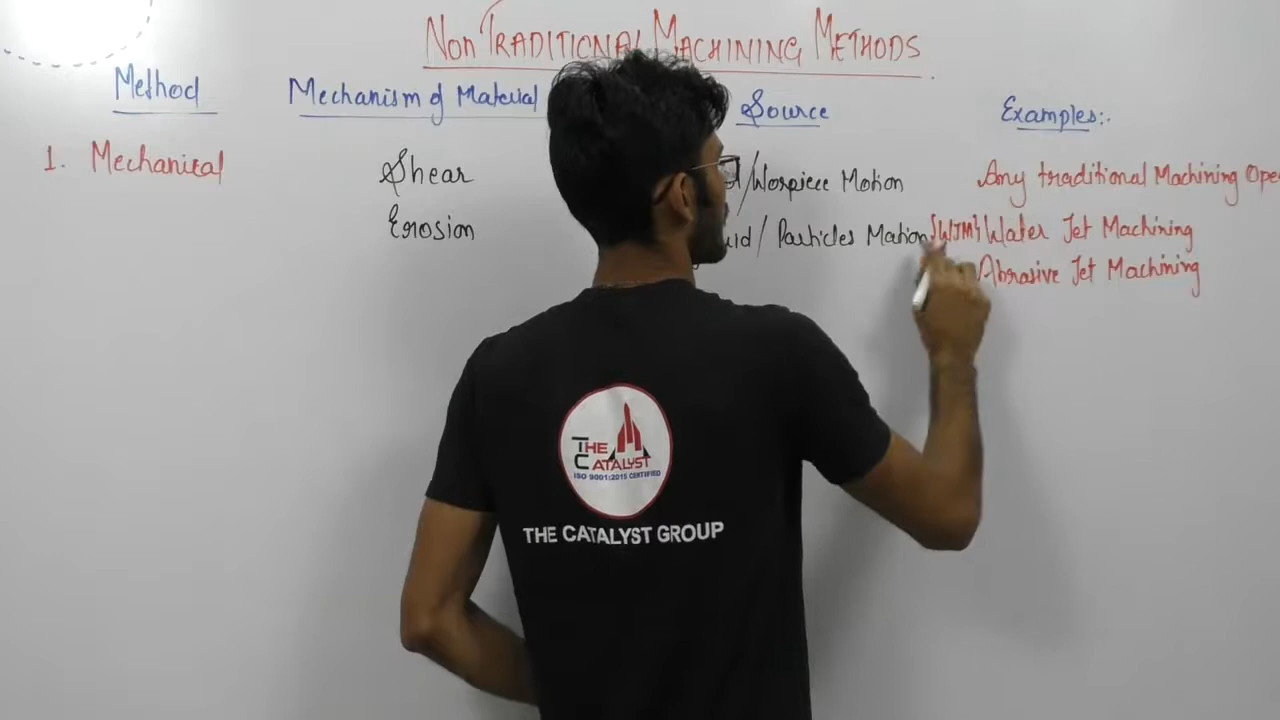 Non Traditional Machining Methods
Method Mechanism of Material Source Examples:
1. Mechanical Shear /Worpiece Motion Any traditional Machining Ope
Erosion / Particles Motion {WJM} Water Jet Machining
Abrasive Jet Machining
THE CATALYST
ISO 9001:2015 CERTIFIED
THE CATALYST GROUP